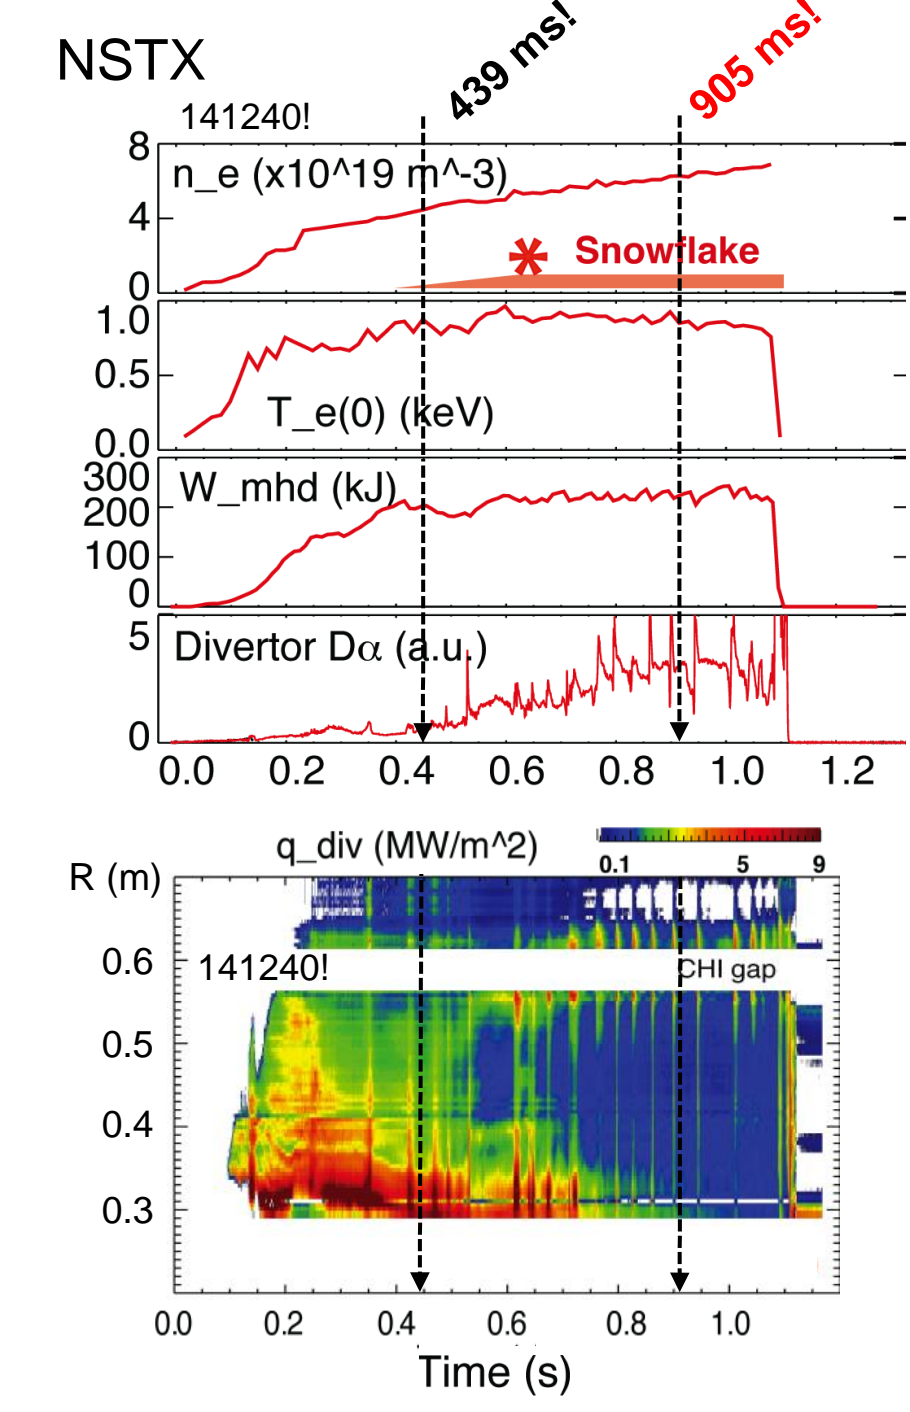 NSTX
439 ms!
905 ms!
141240!
8
n_e (x10^19 m^-3)
4
* Snowflake
0
1.0
0.5
T_e(0) (keV)
0.0
300
W_mhd (kJ)
200
100
0
5
Divertor Dα (a.u.)
0
0.0 0.2 0.4 0.6 0.8 1.0 1.2
q_div (MW/m^2)
0.1 5 9
R (m)
0.6
141240!
CHI gap
0.5
0.4
0.3
0.0 0.2 0.4 0.6 0.8 1.0
Time (s)